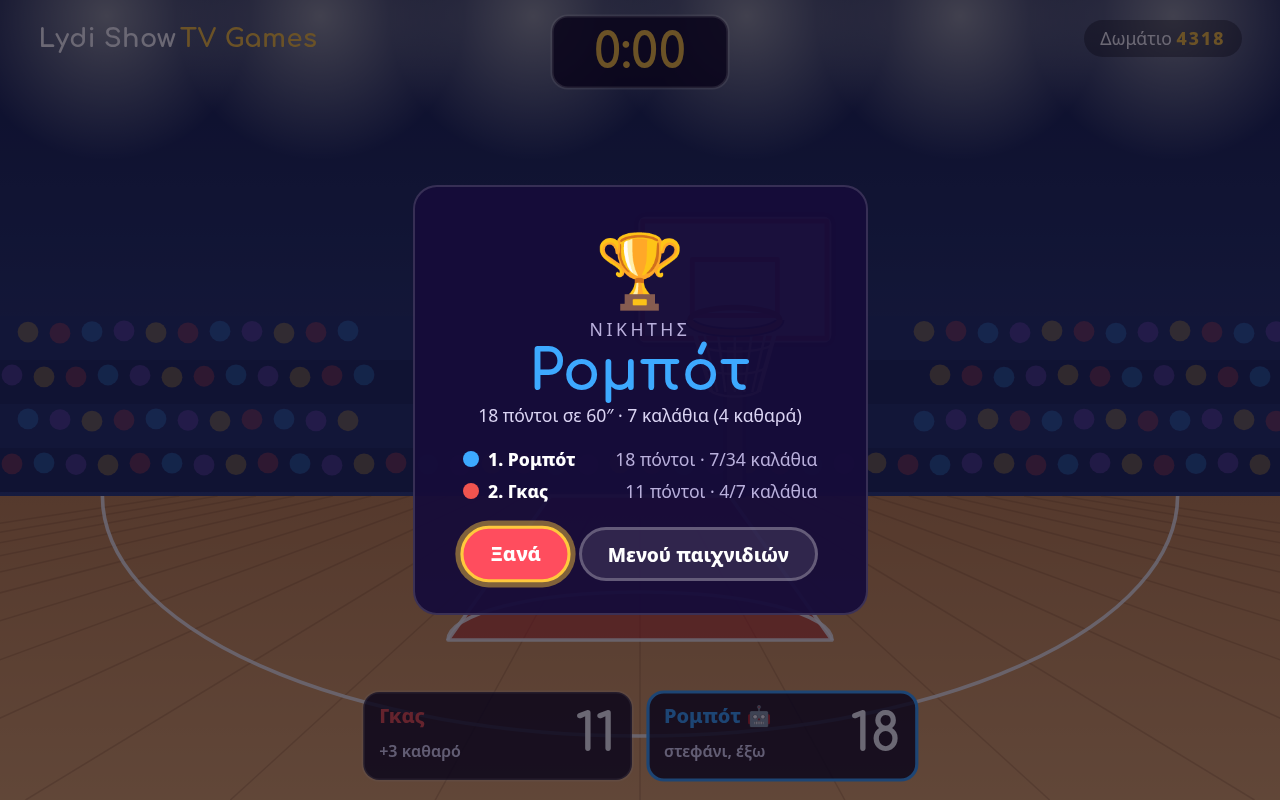 Lydi Show TV Games
0:00
Δωμάτιο 4318
ΝΙΚΗΤΗΣ
Ρομπότ
18 πόντοι σε 60″ · 7 καλάθια (4 καθαρά)
1. Ρομπότ 18 πόντοι · 7/34 καλάθια
2. Γκας 11 πόντοι · 4/7 καλάθια
Ξανά Μενού παιχνιδιών
Γκας 11
+3 καθαρό
Ρομπότ 18
στεφάνι, έξω